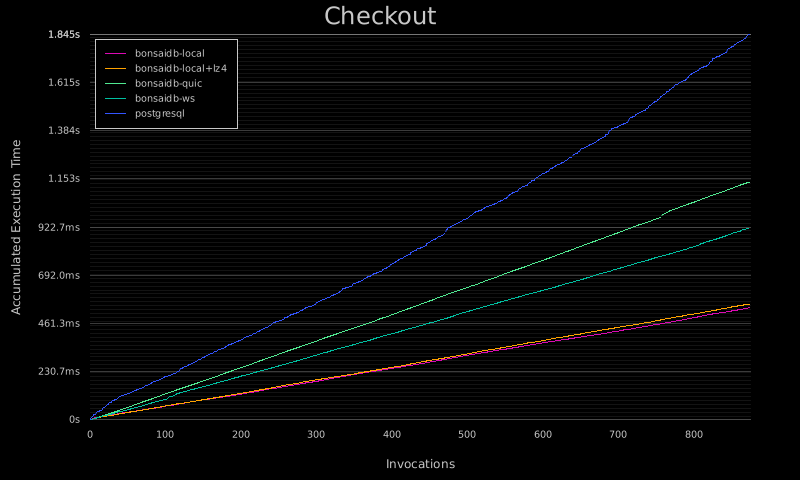 Checkout
1.845s
1.615s
1.384s
1.153s
922.7ms
692.0ms
461.3ms
230.7ms
0s
bonsaidb-local
bonsaidb-local+lz4
bonsaidb-quic
bonsaidb-ws
postgresql
Accumulated Execution Time
0 100 200 300 400 500 600 700 800
Invocations